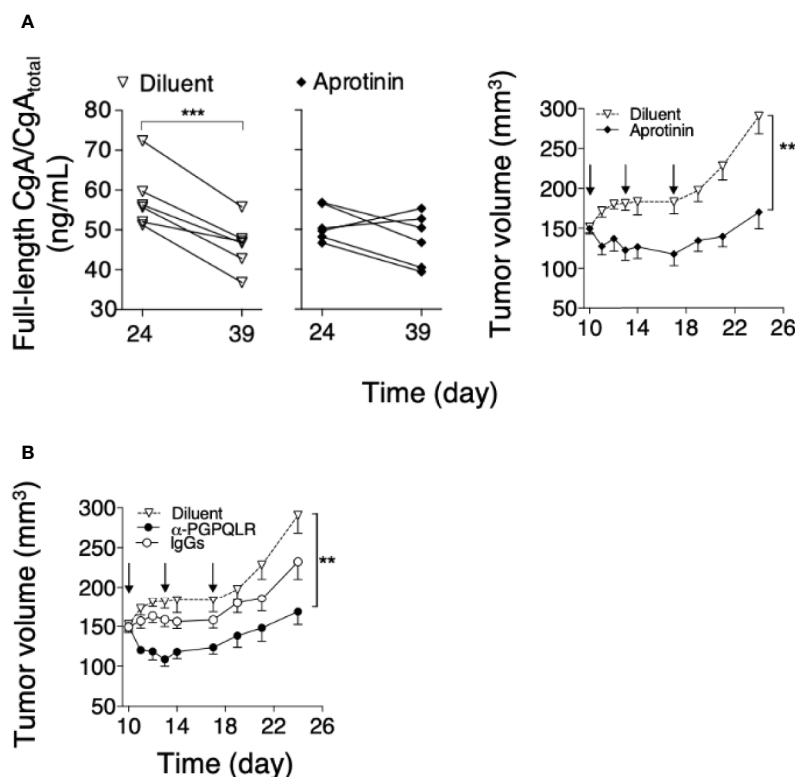 A
▽ Diluent
◆ Aprotinin
Full-length CgA/CgAtotal
(ng/mL)
80
70
60
50
40
30
***
24
39
24
39
Tumor volume (mm3)
300
250
200
150
100
50
Diluent
Aprotinin
**
10
14
18
22
26
Time (day)
B
Tumor volume (mm3)
300
250
200
150
100
50
Diluent
α-PGPQLR
IgGs
**
10
14
18
22
26
Time (day)